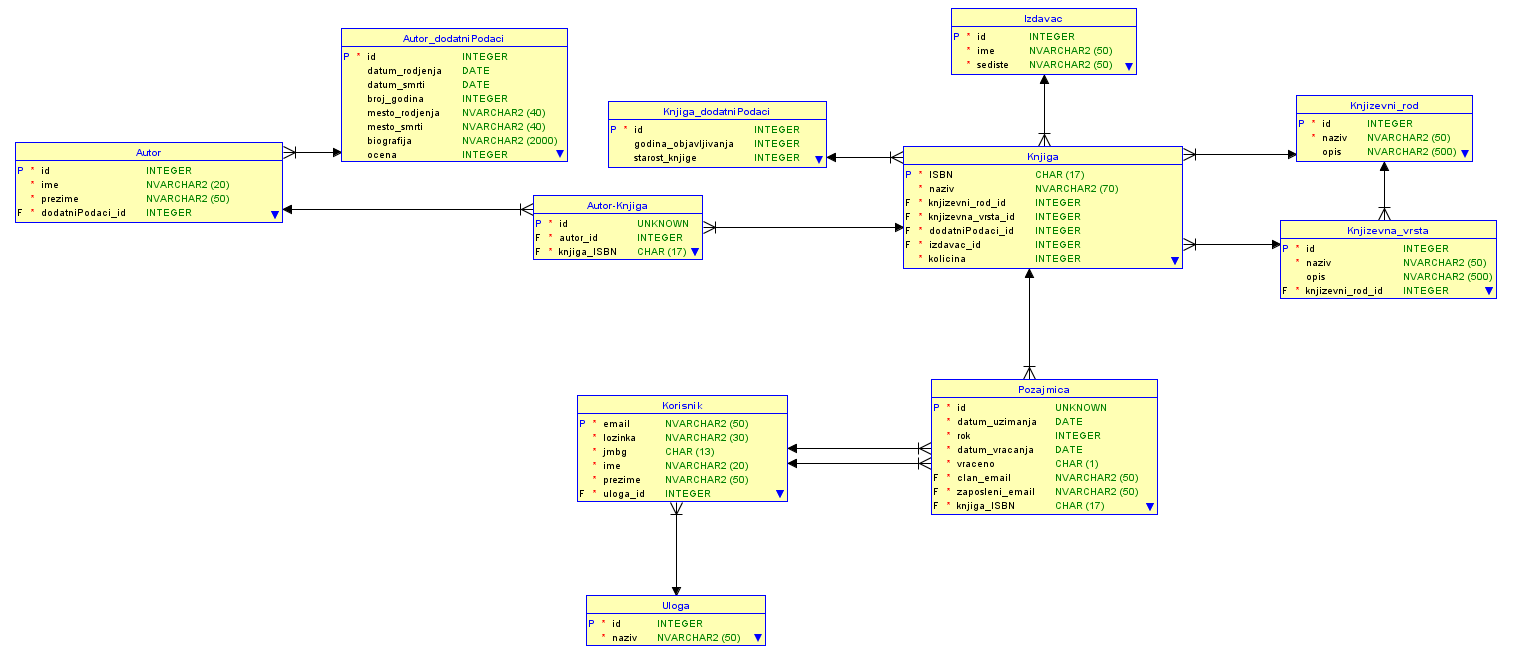 Autor_dodatniPodaci
P * id INTEGER
datum_rodjenja DATE
datum_smrti DATE
broj_godina INTEGER
mesto_rodjenja NVARCHAR2 (40)
mesto_smrti NVARCHAR2 (40)
biografija NVARCHAR2 (2000)
ocena INTEGER
Izdavac
P * id INTEGER
* ime NVARCHAR2 (50)
* sediste NVARCHAR2 (50)
Knjiga_dodatniPodaci
P * id INTEGER
godina_objavljivanja INTEGER
starost_knjige INTEGER
Knjizevni_rod
P * id INTEGER
* naziv NVARCHAR2 (50)
opis NVARCHAR2 (500)
Autor
P * id INTEGER
* ime NVARCHAR2 (20)
* prezime NVARCHAR2 (50)
F * dodatniPodaci_id INTEGER
Autor-Knjiga
P * id UNKNOWN
F * autor_id INTEGER
F * knjiga_ISBN CHAR (17)
Knjiga
P * ISBN CHAR (17)
* naziv NVARCHAR2 (70)
F * knjizevni_rod_id INTEGER
F * knjizevna_vrsta_id INTEGER
F * dodatniPodaci_id INTEGER
F * izdavac_id INTEGER
* kolicina INTEGER
Knjizevna_vrsta
P * id INTEGER
* naziv NVARCHAR2 (50)
opis NVARCHAR2 (500)
F * knjizevni_rod_id INTEGER
Korisnik
P * email NVARCHAR2 (50)
* lozinka NVARCHAR2 (30)
* jmbg CHAR (13)
* ime NVARCHAR2 (20)
* prezime NVARCHAR2 (50)
F * uloga_id INTEGER
Pozajmica
P * id UNKNOWN
* datum_uzimanja DATE
* rok INTEGER
* datum_vracanja DATE
* vraceno CHAR (1)
F * clan_email NVARCHAR2 (50)
F * zaposleni_email NVARCHAR2 (50)
F * knjiga_ISBN CHAR (17)
Uloga
P * id INTEGER
* naziv NVARCHAR2 (50)